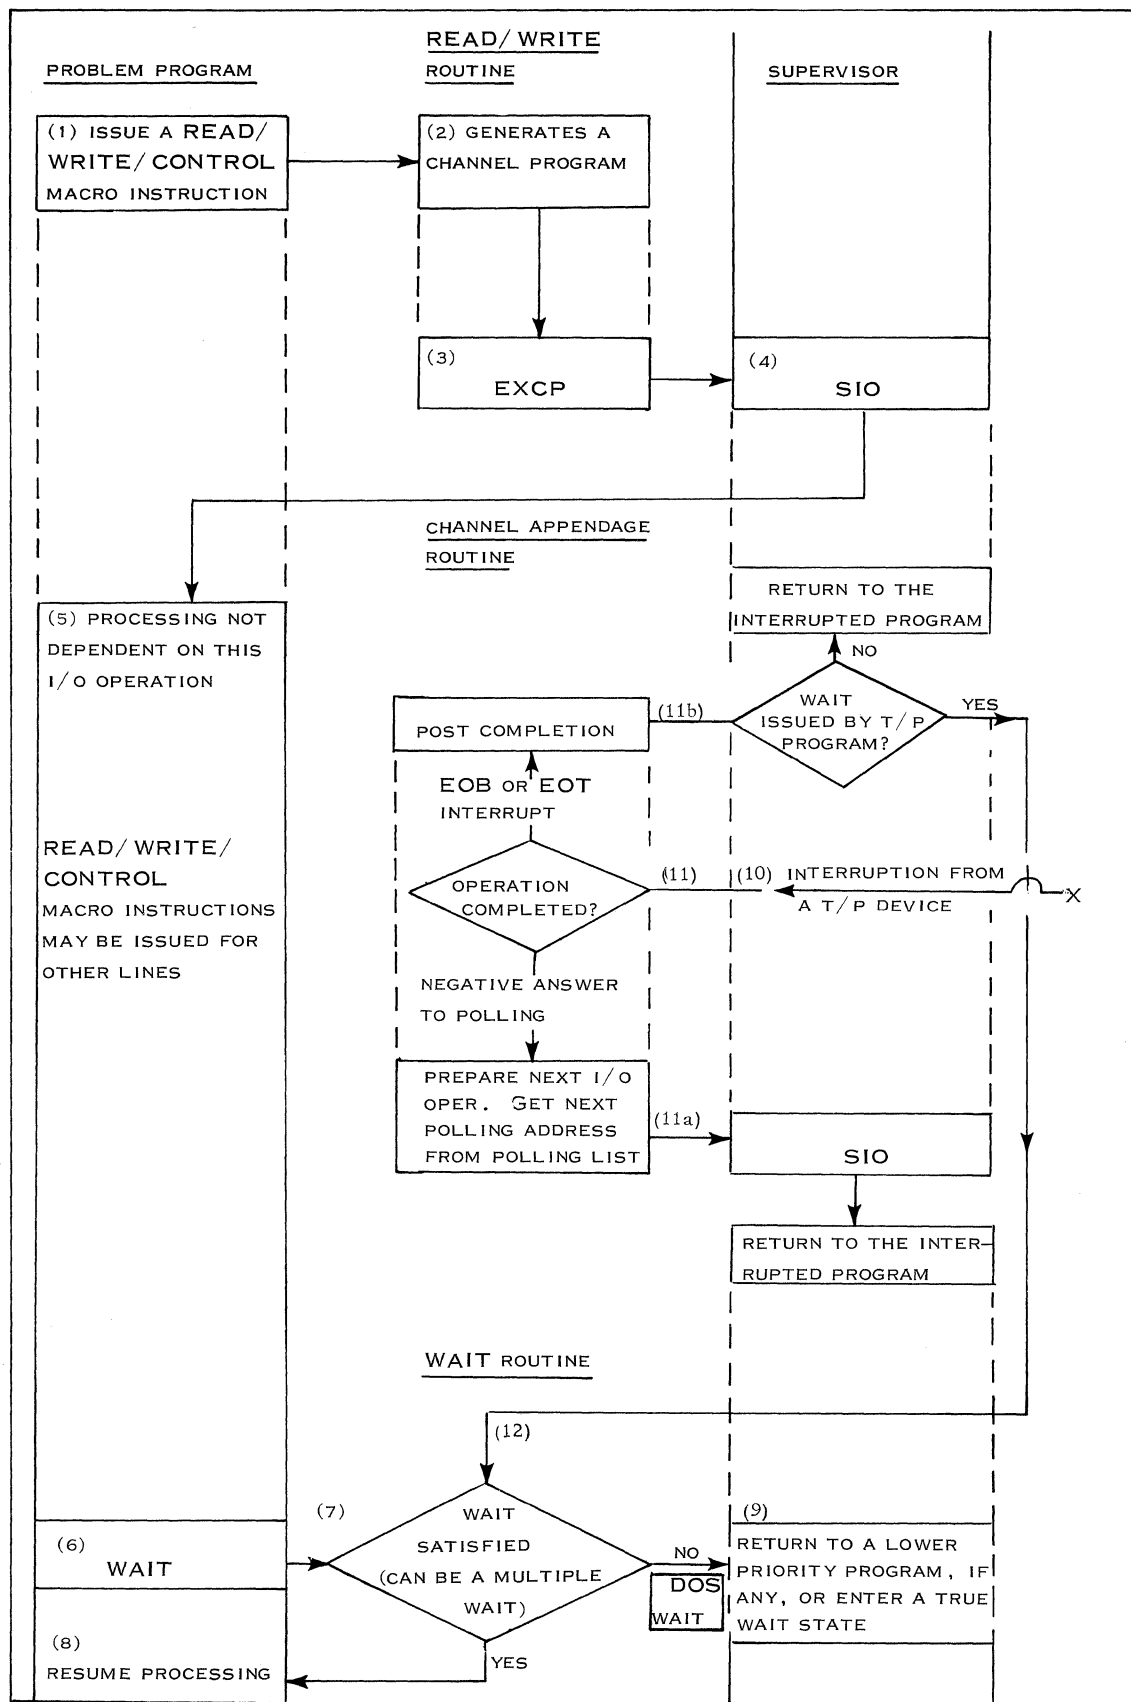 PROBLEM PROGRAM
READ/WRITE
ROUTINE
SUPERVISOR
(1) ISSUE A READ/
WRITE/CONTROL
MACRO INSTRUCTION
(2) GENERATES A
CHANNEL PROGRAM
(3)
EXCP
(4)
SIO
CHANNEL APPENDAGE
ROUTINE
RETURN TO THE
INTERRUPTED PROGRAM
NO
(5) PROCESSING NOT
DEPENDENT ON THIS
I/O OPERATION
READ/WRITE/
CONTROL
MACRO INSTRUCTIONS
MAY BE ISSUED FOR
OTHER LINES
WAIT
ISSUED BY T/P
PROGRAM?
YES
(11b)
POST COMPLETION
EOB OR EOT
INTERRUPT
OPERATION
COMPLETED?
(11)
(10)
INTERRUPTION FROM
A T/P DEVICE
X
NEGATIVE ANSWER
TO POLLING
PREPARE NEXT I/O
OPER. GET NEXT
POLLING ADDRESS
FROM POLLING LIST
(11a)
SIO
RETURN TO THE INTER-
RUPTED PROGRAM
WAIT ROUTINE
(12)
(6)
WAIT
(7)
WAIT
SATISFIED
(CAN BE A MULTIPLE
WAIT)
NO
DOS
WAIT
(9)
RETURN TO A LOWER
PRIORITY PROGRAM, IF
ANY, OR ENTER A TRUE
WAIT STATE
YES
(8)
RESUME PROCESSING